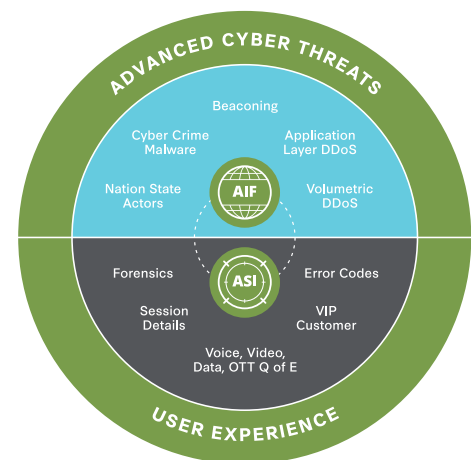 ADVANCED CYBER THREATS
Beaconing
Cyber Crime
Malware
Application
Layer DDoS
Nation State
Actors
AIF
Volumetric
DDoS
Forensics
ASI
Error Codes
Session
Details
VIP
Customer
Voice, Video,
Data, OTT Q of E
USER EXPERIENCE